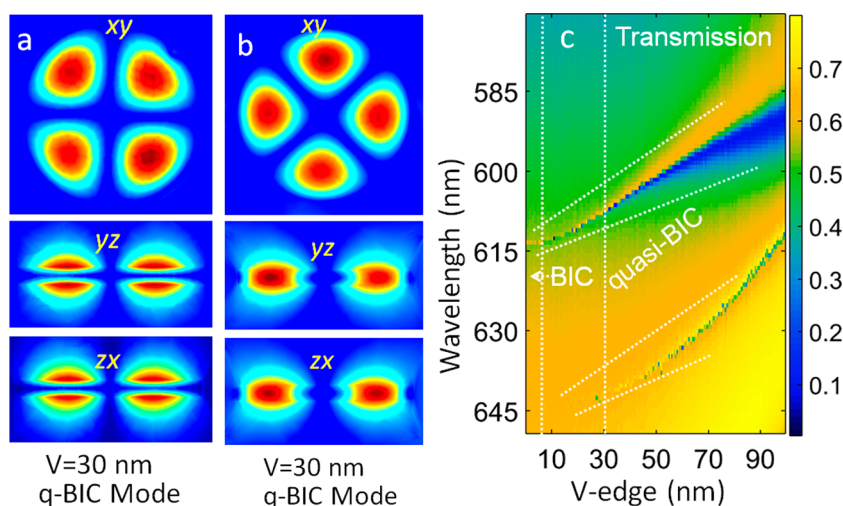 a
xy
yz
zx
V=30 nm
q-BIC Mode
b
xy
yz
zx
V=30 nm
q-BIC Mode
c
Transmission
quasi-BIC
BIC
Wavelength (nm)
585
600
615
630
645
10
30
50
70
90
V-edge (nm)
0.7
0.6
0.5
0.4
0.3
0.2
0.1